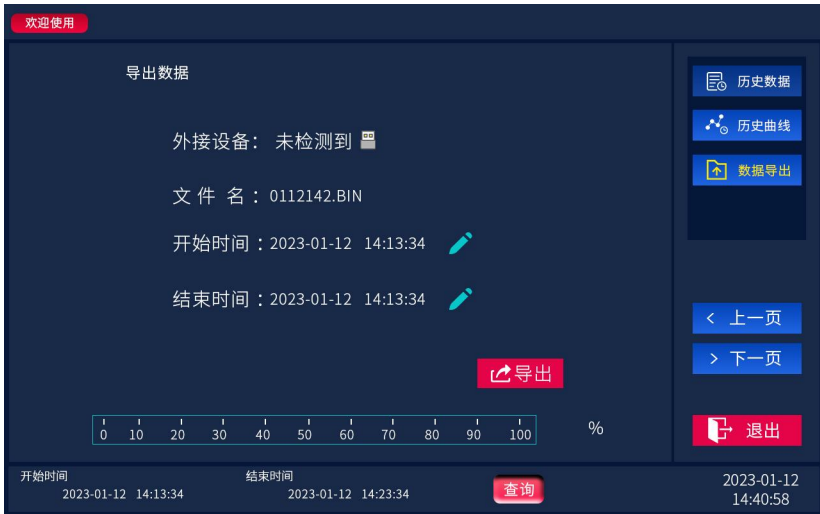 欢迎使用
导出数据
历史数据
外接设备： 未检测到
历史曲线
数据导出
文 件 名 ：0112142.BIN
开始时间 ：2023-01-12 14:13:34
结束时间 ：2023-01-12 14:13:34
< 上一页
> 下一页
导出
0 10 20 30 40 50 60 70 80 90 100 %
退出
开始时间 结束时间
2023-01-12 14:13:34 2023-01-12 14:23:34
查询
2023-01-12
14:40:58